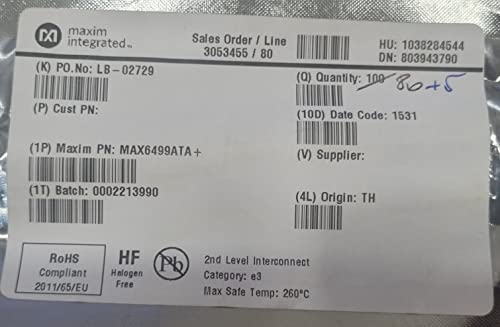 maxim
integrated™
Sales Order / Line
3053455 / 80
HU: 1038284544
DN: 803943790
(K) PO.No: LB-02729
(Q) Quantity: 100 80+5
(P) Cust PN:
(10D) Date Code: 1531
(1P) Maxim PN: MAX6499ATA+
(V) Supplier:
(1T) Batch: 0002213990
(4L) Origin: TH
RoHS
Compliant
2011/65/EU
HF
Halogen
Free
Pb
2nd Level Interconnect
Category: e3
Max Safe Temp: 260°C